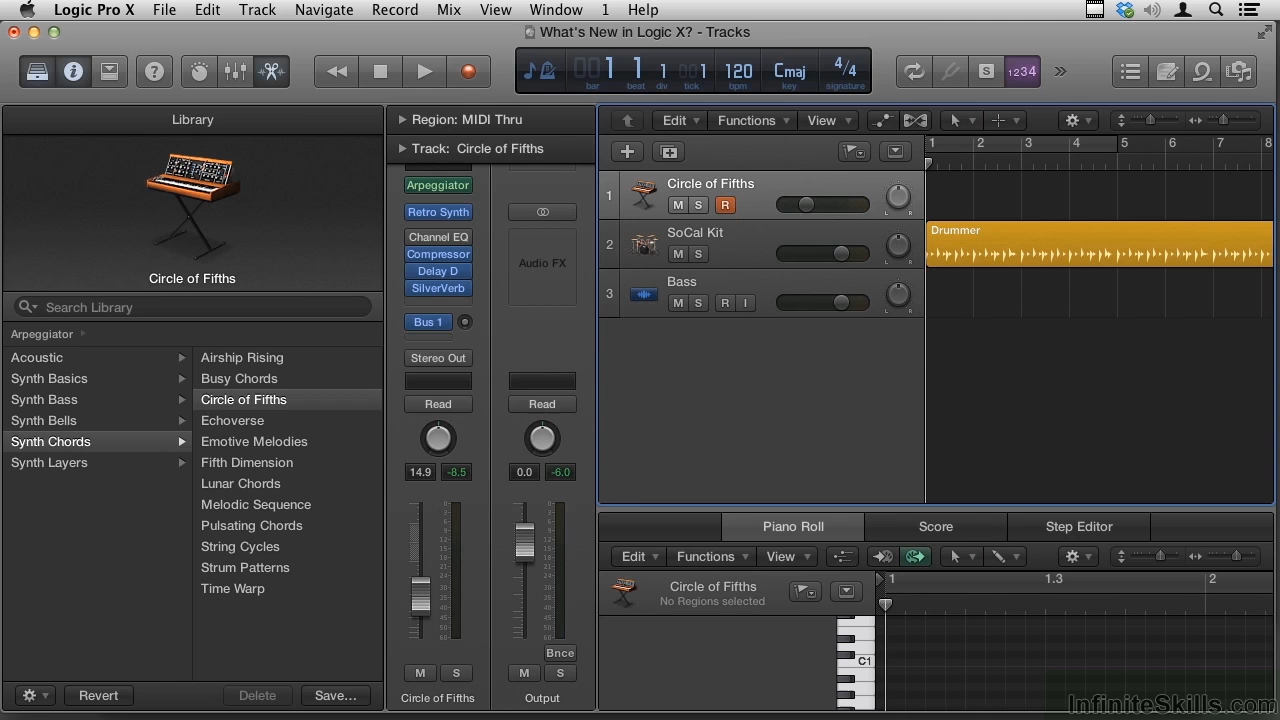 Logic Pro X File Edit Track Navigate Record Mix View Window 1 Help
What's New in Logic X? - Tracks
001 1 1 001 120 Cmaj 4/4
bar beat div tick bpm key signature
S 1234
Library
Circle of Fifths
Search Library
Arpeggiator
Acoustic
Synth Basics
Synth Bass
Synth Bells
Synth Chords
Synth Layers
Airship Rising
Busy Chords
Circle of Fifths
Echoverse
Emotive Melodies
Fifth Dimension
Lunar Chords
Melodic Sequence
Pulsating Chords
String Cycles
Strum Patterns
Time Warp
Revert Delete Save...
Region: MIDI Thru
Track: Circle of Fifths
Arpeggiator
Retro Synth
Channel EQ
Compressor
Delay D
SilverVerb
Audio FX
Bus 1
Stereo Out
Read Read
14.9 -8.5 0.0 -6.0
Bnce
M S M S
Circle of Fifths Output
Edit Functions View
1 2 3 4 5 6 7 8
1 Circle of Fifths
M S R
L R
2 SoCal Kit
M S
L R
Drummer
3 Bass
M S R I
L R
Piano Roll Score Step Editor
Edit Functions View
Circle of Fifths
No Regions selected
1 1.3 2
C1
InfiniteSkills.com